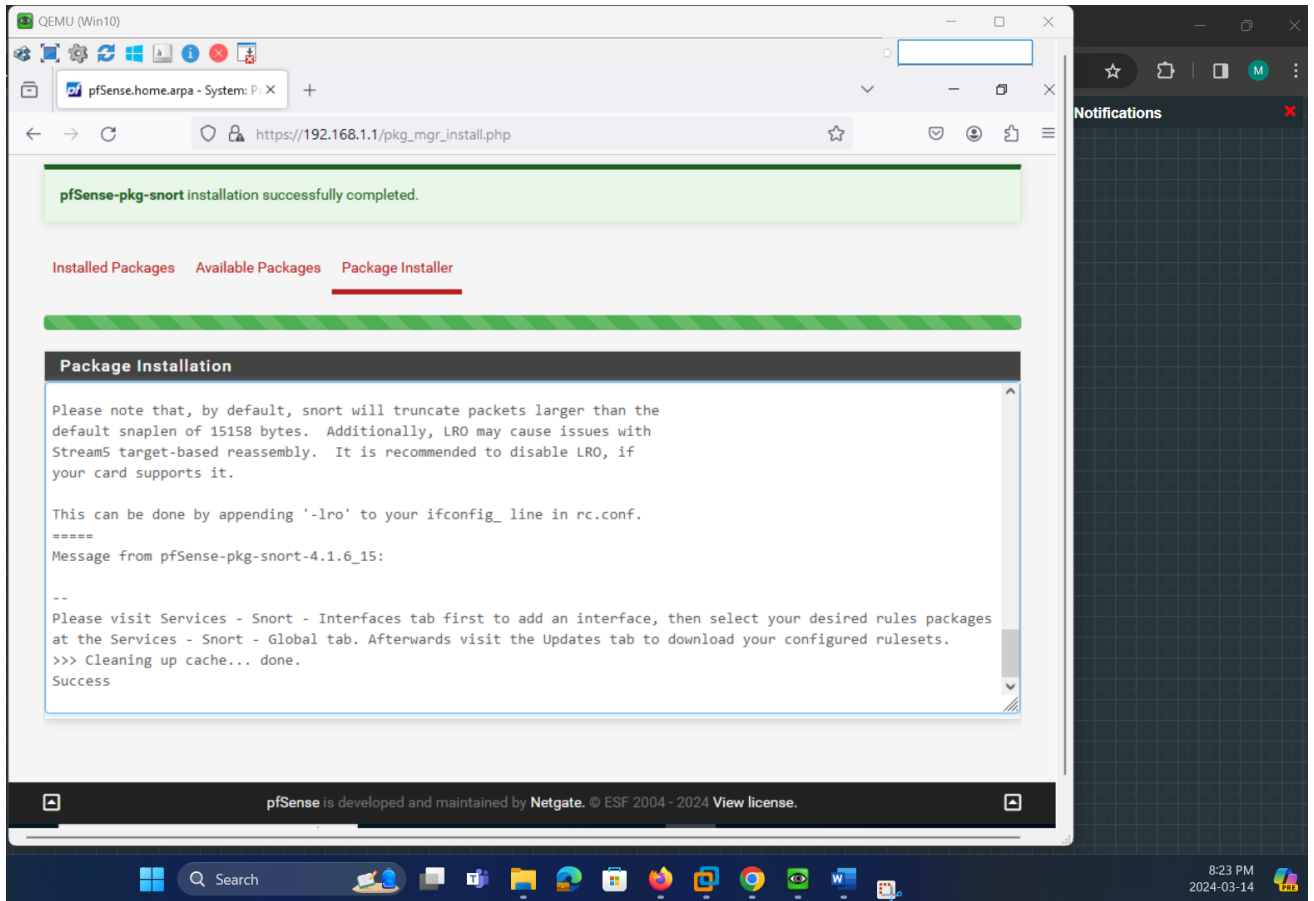 QEMU (Win10)
pfSense.home.arpa - System: Pa
https://192.168.1.1/pkg_mgr_install.php
M
Notifications
pfSense-pkg-snort installation successfully completed.
Installed Packages Available Packages Package Installer
Package Installation
Please note that, by default, snort will truncate packets larger than the
default snaplen of 15158 bytes. Additionally, LRO may cause issues with
Stream5 target-based reassembly. It is recommended to disable LRO, if
your card supports it.
This can be done by appending '-lro' to your ifconfig_ line in rc.conf.
=====
Message from pfSense-pkg-snort-4.1.6_15:
--
Please visit Services - Snort - Interfaces tab first to add an interface, then select your desired rules packages
at the Services - Snort - Global tab. Afterwards visit the Updates tab to download your configured rulesets.
>>> Cleaning up cache... done.
Success
pfSense is developed and maintained by Netgate. © ESF 2004 - 2024 View license.
Search
8:23 PM
2024-03-14
PRE